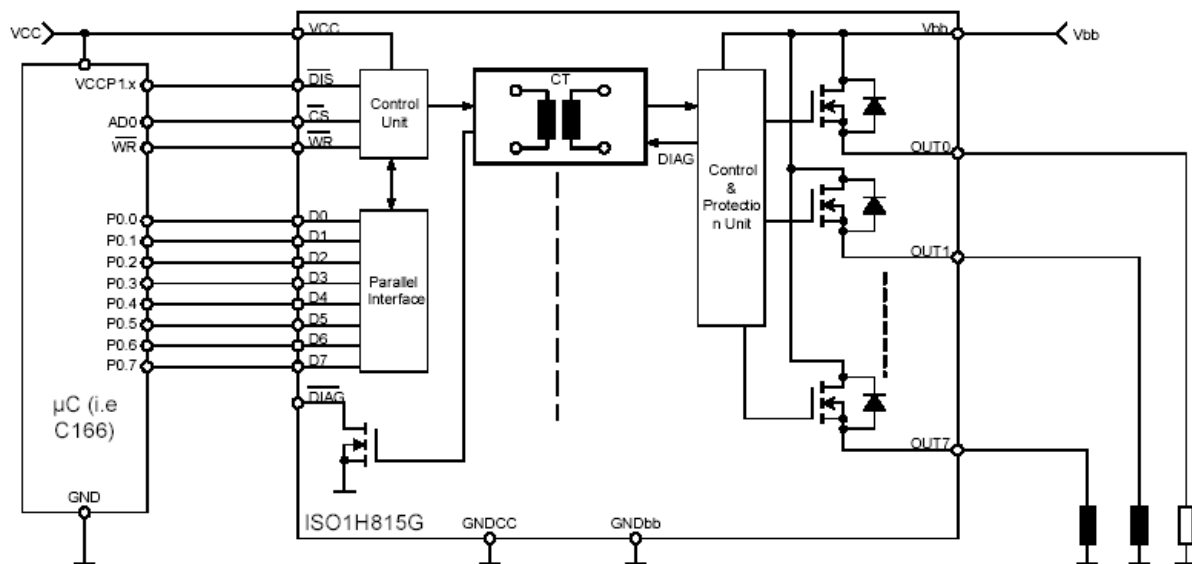 VCC
VCC
Vbb
Vbb
VCCP1.x
DIS
Control
Unit
CT
AD0
CS
WR
WR
DIAG
OUT0
Control
&
Protectio
n Unit
P0.0
D0
P0.1
D1
P0.2
D2
P0.3
D3
P0.4
D4
P0.5
D5
P0.6
D6
P0.7
D7
Parallel
Interface
OUT1
DIAG
µC (i.e
C166)
OUT7
GND
ISO1H815G
GNDCC
GNDbb